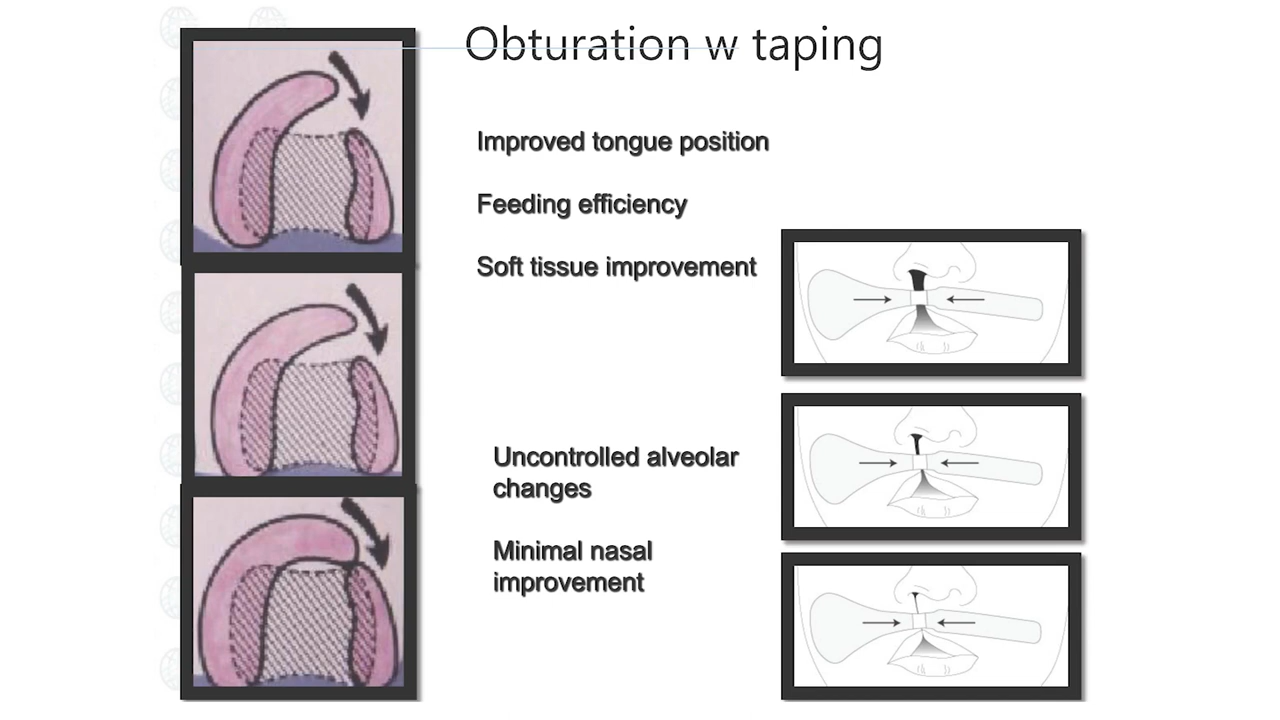 Obturation w taping
Improved tongue position
Feeding efficiency
Soft tissue improvement
Uncontrolled alveolar
changes
Minimal nasal
improvement